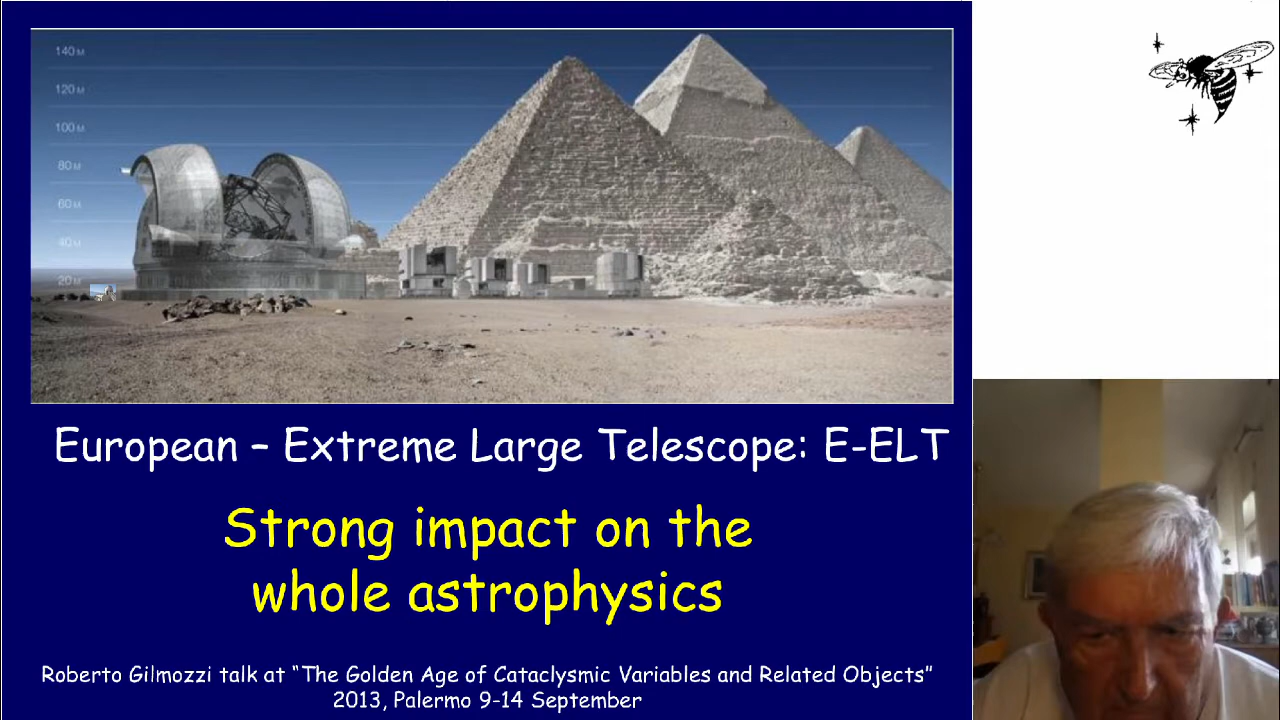 140 M
120 M
100 M
80 M
60 M
40 M
20 M
European – Extreme Large Telescope: E-ELT
Strong impact on the
whole astrophysics
Roberto Gilmozzi talk at “The Golden Age of Cataclysmic Variables and Related Objects”
2013, Palermo 9-14 September